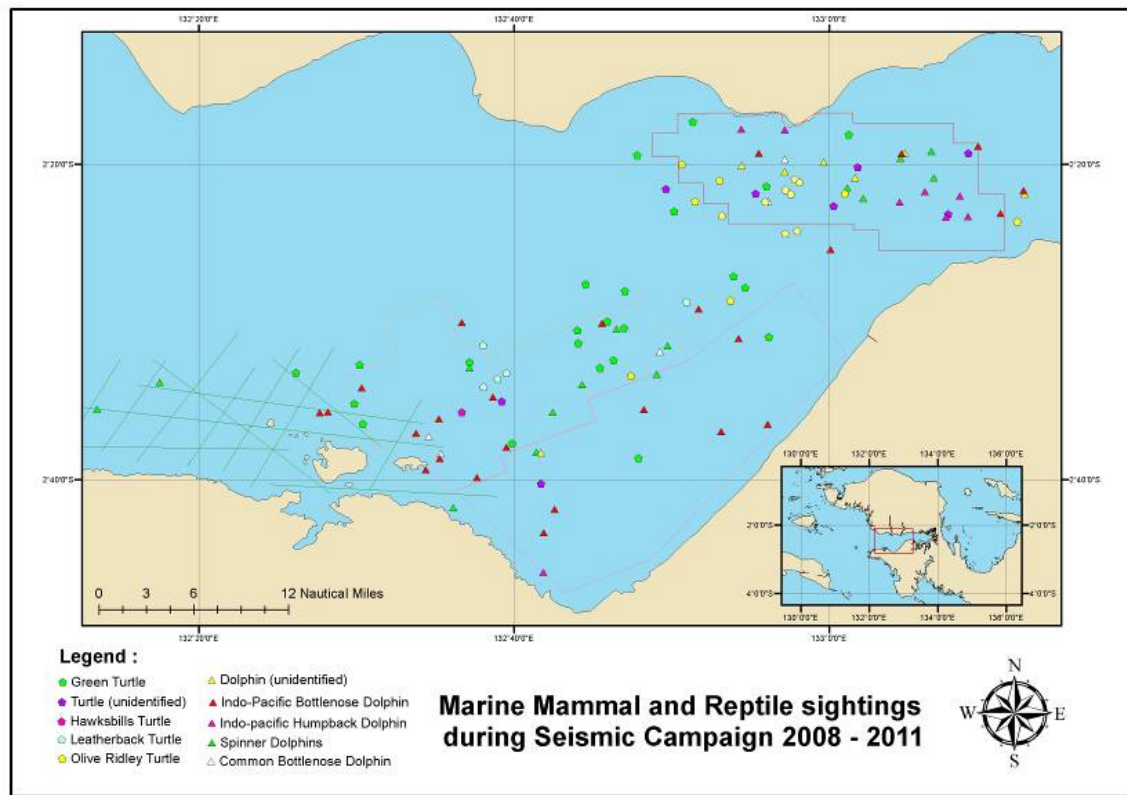 132°20'0"E 132°40'0"E 133°0'0"E
2°20'0"S 2°20'0"S
2°40'0"S 2°40'0"S
0 3 6 12 Nautical Miles
132°20'0"E 132°40'0"E 133°0'0"E
130°0'0"E 132°0'0"E 134°0'0"E 136°0'0"E
2°0'0"S 2°0'0"S
4°0'0"S 4°0'0"S
130°0'0"E 132°0'0"E 134°0'0"E 136°0'0"E
Legend :
Green Turtle
Turtle (unidentified)
Hawksbills Turtle
Leatherback Turtle
Olive Ridley Turtle
Dolphin (unidentified)
Indo-Pacific Bottlenose Dolphin
Indo-pacific Humpback Dolphin
Spinner Dolphins
Common Bottlenose Dolphin
Marine Mammal and Reptile sightings
during Seismic Campaign 2008 - 2011
N
W E
S